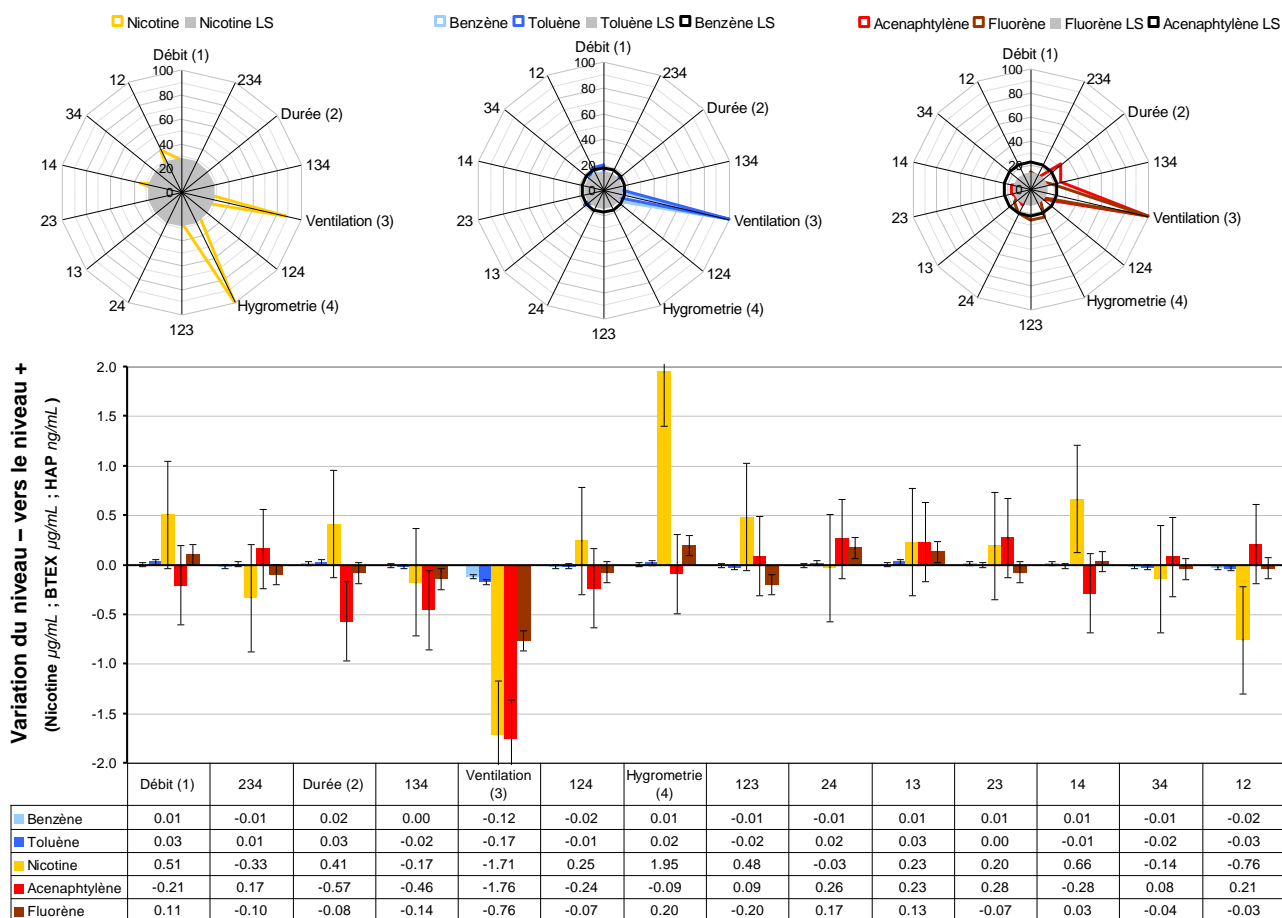 Nicotine Nicotine LS
Débit (1)
100
80
60
40
20
0
234
Durée (2)
134
Ventilation (3)
124
Hygrometrie (4)
123
24
13
23
14
34
12
Benzène Toluène Toluène LS Benzène LS
Débit (1)
100
80
60
40
20
0
234
Durée (2)
134
Ventilation (3)
124
Hygrometrie (4)
123
24
13
23
14
34
12
Acenaphtylène Fluorène Fluorène LS Acenaphtylène LS
Débit (1)
100
80
60
40
20
0
234
Durée (2)
134
Ventilation (3)
124
Hygrometrie (4)
123
24
13
23
14
34
12
Variation du niveau – vers le niveau +
(Nicotine µg/mL ; BTEX µg/mL ; HAP ng/mL)
2.0
1.5
1.0
0.5
0.0
-0.5
-1.0
-1.5
-2.0
Débit (1) 234 Durée (2) 134 Ventilation (3) 124 Hygrometrie (4) 123 24 13 23 14 34 12
Benzène 0.01 -0.01 0.02 0.00 -0.12 -0.02 0.01 -0.01 -0.01 0.01 0.01 0.01 -0.01 -0.02
Toluène 0.03 0.01 0.03 -0.02 -0.17 -0.01 0.02 -0.02 0.02 0.03 0.00 -0.01 -0.02 -0.03
Nicotine 0.51 -0.33 0.41 -0.17 -1.71 0.25 1.95 0.48 -0.03 0.23 0.20 0.66 -0.14 -0.76
Acenaphtylène -0.21 0.17 -0.57 -0.46 -1.76 -0.24 -0.09 0.09 0.26 0.23 0.28 -0.28 0.08 0.21
Fluorène 0.11 -0.10 -0.08 -0.14 -0.76 -0.07 0.20 -0.20 0.17 0.13 -0.07 0.03 -0.04 -0.03